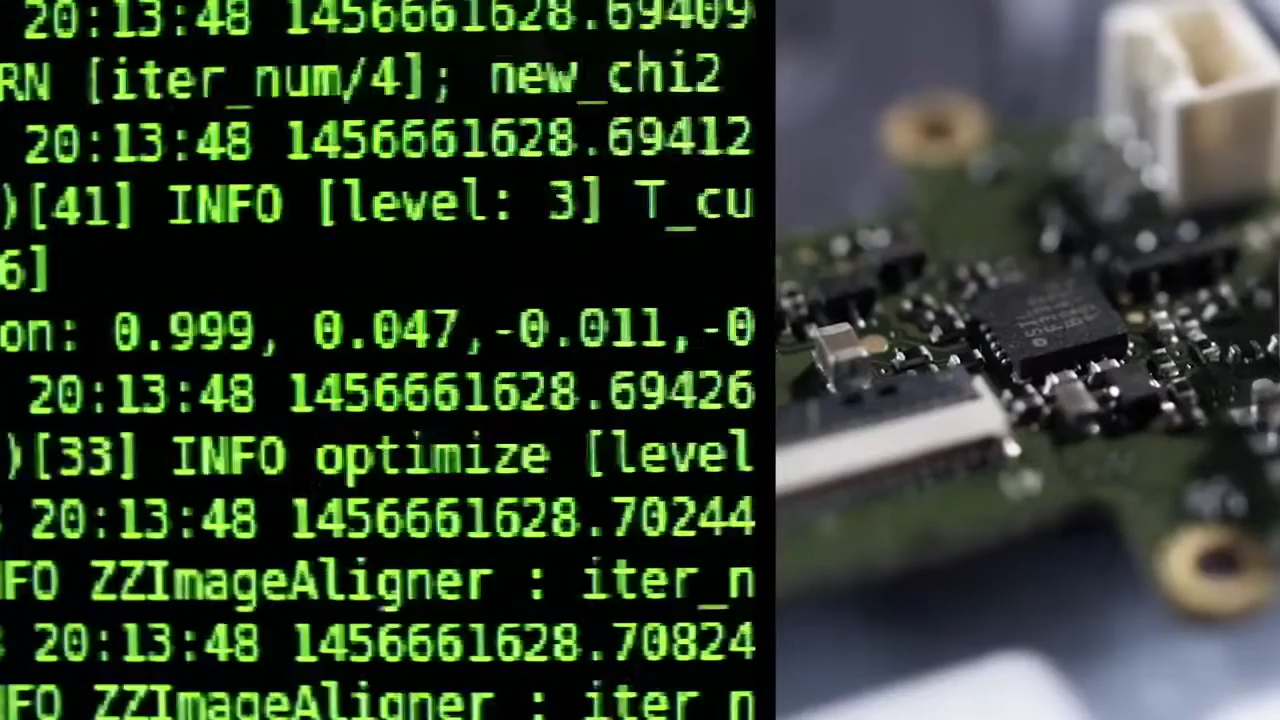 20:13:48 1456661628.69409
RN [iter_num/4]; new_chi2
20:13:48 1456661628.69412
)[41] INFO [level: 3] T_cu
6]
on: 0.999, 0.047,-0.011,-0
20:13:48 1456661628.69426
)[33] INFO optimize [level
20:13:48 1456661628.70244
NFO ZZImageAligner : iter_n
20:13:48 1456661628.70824
NFO ZZImageAligner : iter_n